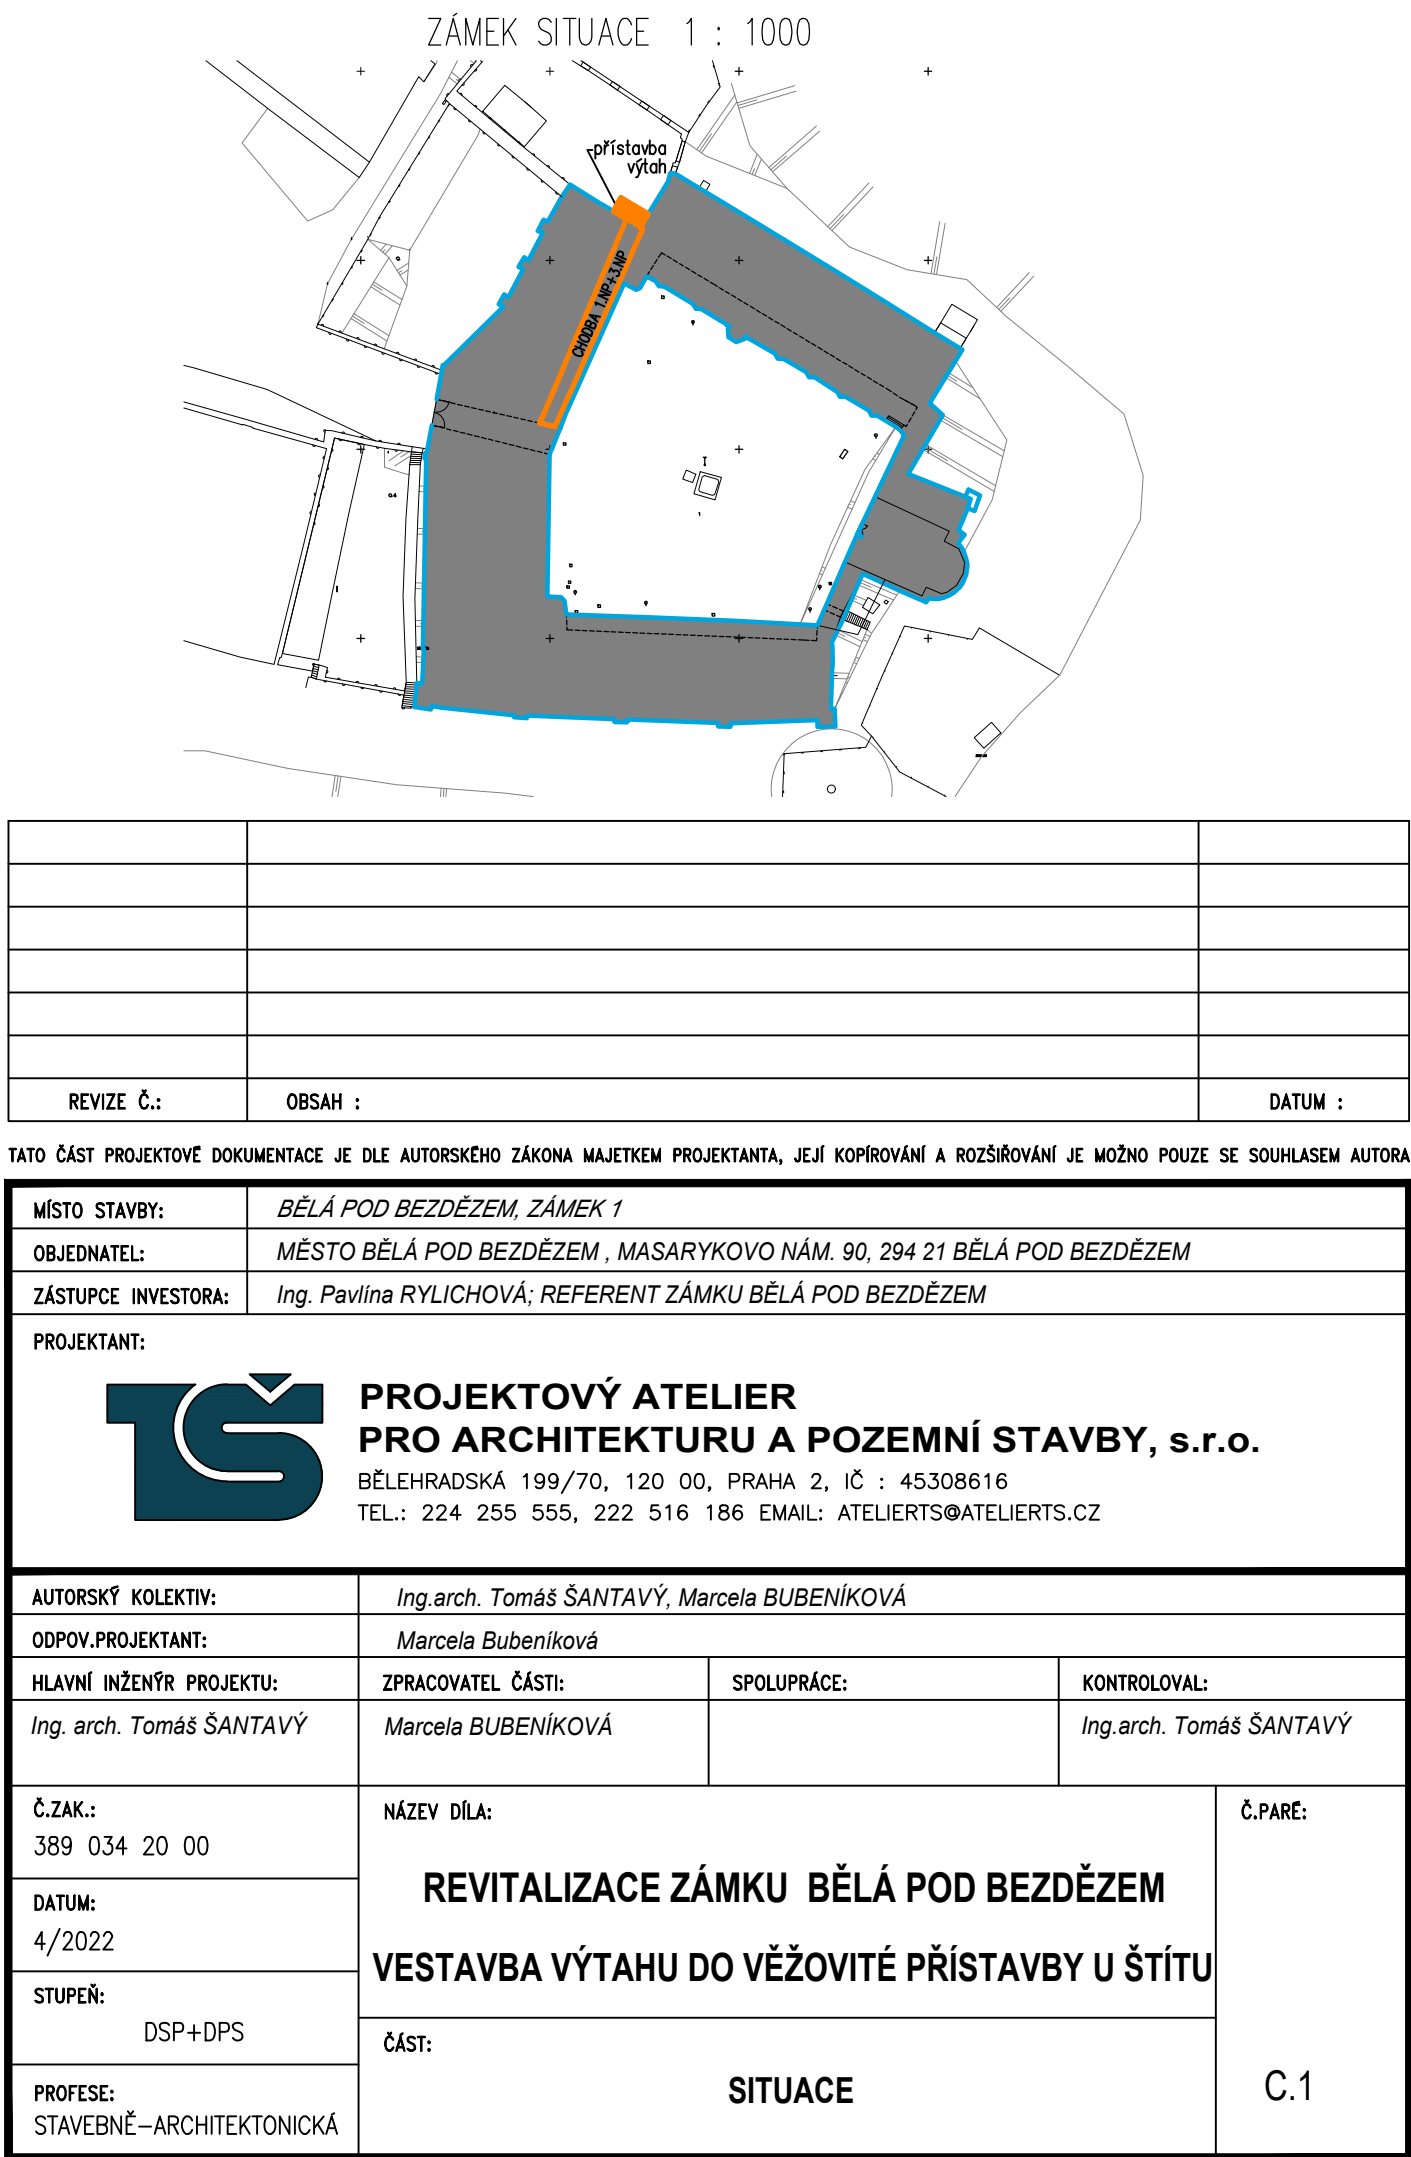 ZÁMEK SITUACE 1 : 1000
přístavba
výtah
CHODBA 1.NP+3.NP
REVIZE Č.: OBSAH : DATUM :
TATO ČÁST PROJEKTOVÉ DOKUMENTACE JE DLE AUTORSKÉHO ZÁKONA MAJETKEM PROJEKTANTA, JEJÍ KOPÍROVÁNÍ A ROZŠIŘOVÁNÍ JE MOŽNO POUZE SE SOUHLASEM AUTORA
MÍSTO STAVBY: BĚLÁ POD BEZDĚZEM, ZÁMEK 1
OBJEDNATEL: MĚSTO BĚLÁ POD BEZDĚZEM , MASARYKOVO NÁM. 90, 294 21 BĚLÁ POD BEZDĚZEM
ZÁSTUPCE INVESTORA: Ing. Pavlína RYLICHOVÁ; REFERENT ZÁMKU BĚLÁ POD BEZDĚZEM
PROJEKTANT:
TŠ
PROJEKTOVÝ ATELIER
PRO ARCHITEKTURU A POZEMNÍ STAVBY, s.r.o.
BĚLEHRADSKÁ 199/70, 120 00, PRAHA 2, IČ : 45308616
TEL.: 224 255 555, 222 516 186 EMAIL: ATELIERTS@ATELIERTS.CZ
AUTORSKÝ KOLEKTIV: Ing.arch. Tomáš ŠANTAVÝ, Marcela BUBENÍKOVÁ
ODPOV.PROJEKTANT: Marcela Bubeníková
HLAVNÍ INŽENÝR PROJEKTU: ZPRACOVATEL ČÁSTI: SPOLUPRÁCE: KONTROLOVAL:
Ing. arch. Tomáš ŠANTAVÝ Marcela BUBENÍKOVÁ Ing.arch. Tomáš ŠANTAVÝ
Č.ZAK.:
389 034 20 00
DATUM:
4/2022
STUPEŇ:
DSP+DPS
PROFESE:
STAVEBNĚ-ARCHITEKTONICKÁ
NÁZEV DÍLA:
REVITALIZACE ZÁMKU BĚLÁ POD BEZDĚZEM
VESTAVBA VÝTAHU DO VĚŽOVITÉ PŘÍSTAVBY U ŠTÍTU
ČÁST:
SITUACE
Č.PARÉ:
C.1